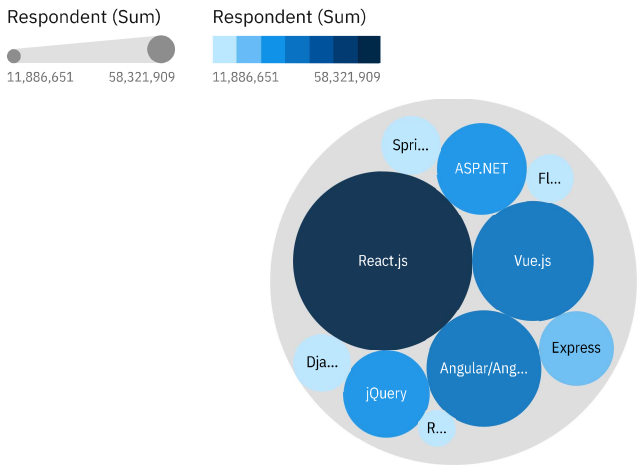 Respondent (Sum)
11,886,651 58,321,909
Respondent (Sum)
11,886,651 58,321,909
Spri...
ASP.NET
Fl...
React.js
Vue.js
Express
Dja...
Angular/Ang...
jQuery
R...